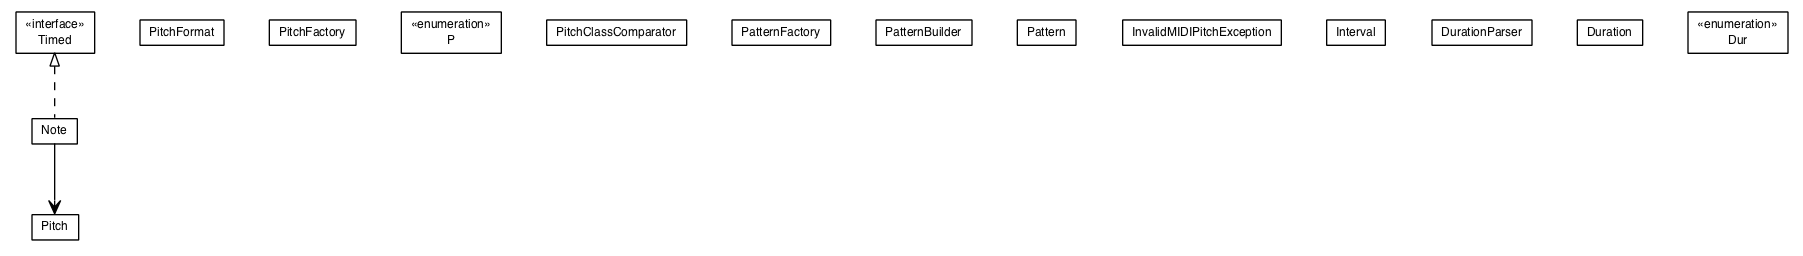 «interface»
Timed
PitchFormat
PitchFactory
«enumeration»
P
PitchClassComparator
PatternFactory
PatternBuilder
Pattern
InvalidMIDIPitchException
Interval
DurationParser
Duration
«enumeration»
Dur
Note
Pitch